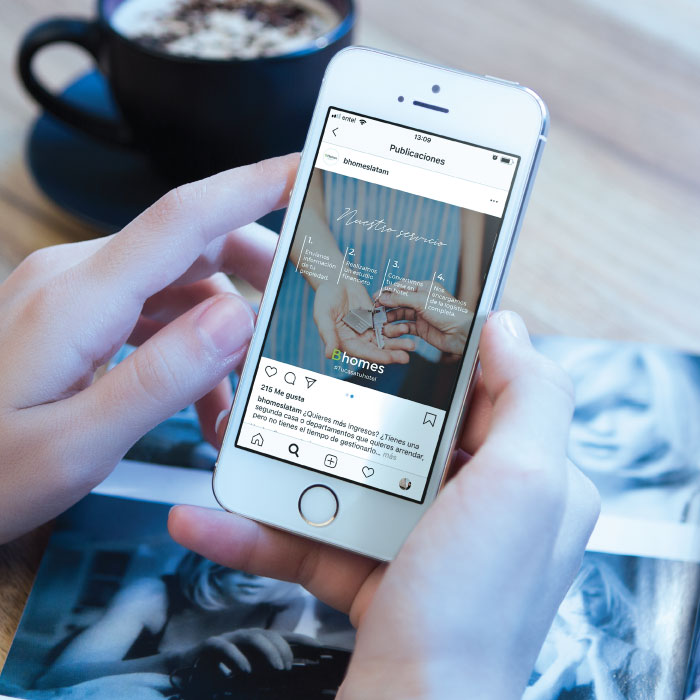 entel
13:09
Publicaciones
bhomeslatam
Nuestro servicio
1.
Envíanos
información
de tu
propiedad.
2.
Realizamos
un estudio
financiero.
3.
Convertimos
tu casa en
un hotel.
4.
Nos
encargamos
de la logística
completa.
Bhomes
#Tucasatuhotel
215 Me gusta
bhomeslatam ¿Quieres más ingresos? ¿Tienes una
segunda casa o departamentos que quieres arrendar,
pero no tienes el tiempo de gestionarlo... más